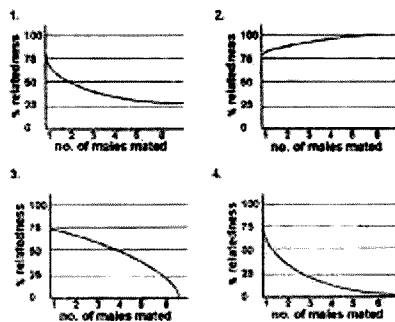 1.
% relatedness
100
75
50
25
0
1 2 3 4 5 6
no. of males mated
2.
% relatedness
100
75
50
25
0
1 2 3 4 5 6
no. of males mated
3.
% relatedness
100
75
50
25
0
1 2 3 4 5 6
no. of males mated
4.
% relatedness
100
75
50
25
0
1 2 3 4 5 6
no. of males mated